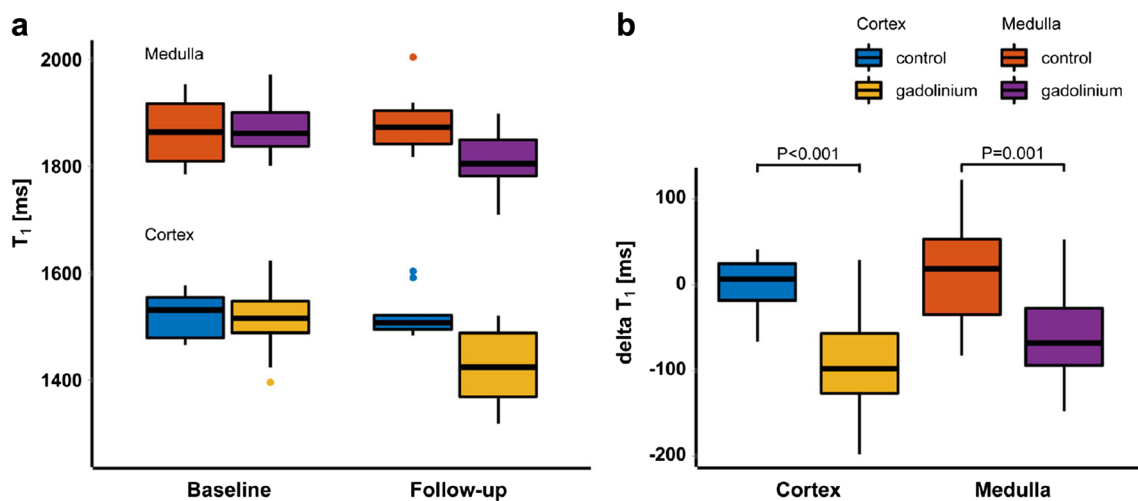 a
T1 [ms]
2000
1800
1600
1400
Medulla
Cortex
Baseline
Follow-up
b
Cortex
control
gadolinium
Medulla
control
gadolinium
delta T1 [ms]
100
0
-100
-200
P<0.001
P=0.001
Cortex
Medulla